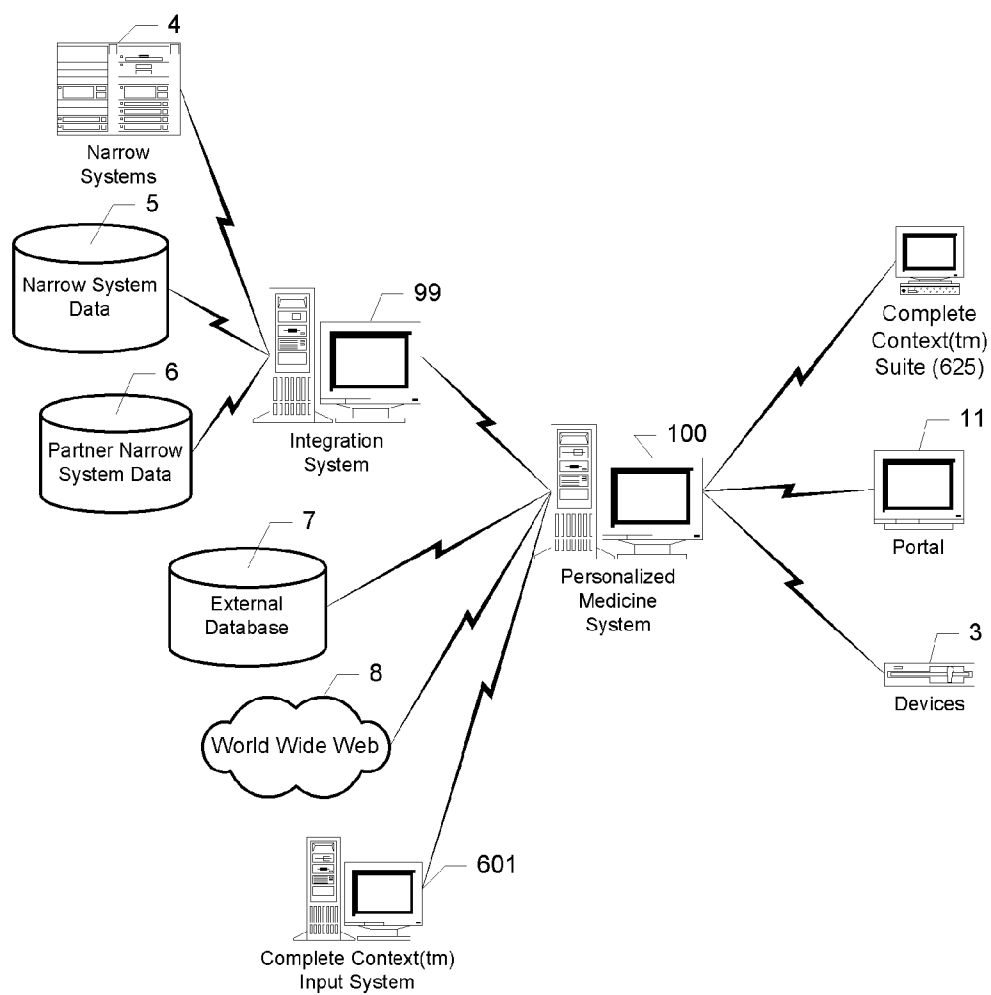 4
Narrow
Systems
5
Narrow System
Data
6
Partner Narrow
System Data
99
Integration
System
7
External
Database
8
World Wide Web
601
Complete Context(tm)
Input System
100
Personalized
Medicine
System
Complete
Context(tm)
Suite (625)
11
Portal
3
Devices